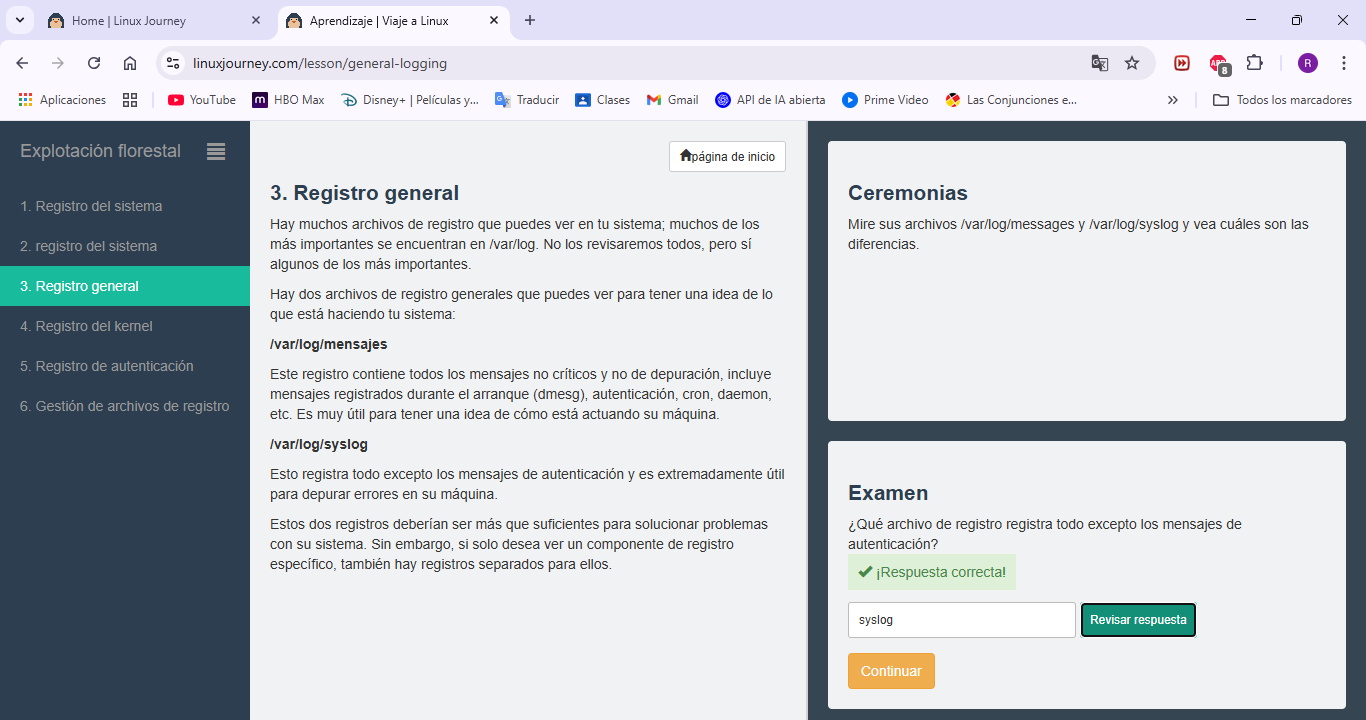 Home | Linux Journey
Aprendizaje | Viaje a Linux
linuxjourney.com/lesson/general-logging
8
R
Aplicaciones
YouTube
HBO Max
Disney+ | Películas y...
Traducir
Clases
Gmail
API de IA abierta
Prime Video
Las Conjunciones e...
»
Todos los marcadores
Explotación florestal
1. Registro del sistema
2. registro del sistema
3. Registro general
4. Registro del kernel
5. Registro de autenticación
6. Gestión de archivos de registro
página de inicio
3. Registro general
Hay muchos archivos de registro que puedes ver en tu sistema; muchos de los
más importantes se encuentran en /var/log. No los revisaremos todos, pero sí
algunos de los más importantes.
Hay dos archivos de registro generales que puedes ver para tener una idea de lo
que está haciendo tu sistema:
/var/log/mensajes
Este registro contiene todos los mensajes no críticos y no de depuración, incluye
mensajes registrados durante el arranque (dmesg), autenticación, cron, daemon,
etc. Es muy útil para tener una idea de cómo está actuando su máquina.
/var/log/syslog
Esto registra todo excepto los mensajes de autenticación y es extremadamente útil
para depurar errores en su máquina.
Estos dos registros deberían ser más que suficientes para solucionar problemas
con su sistema. Sin embargo, si solo desea ver un componente de registro
específico, también hay registros separados para ellos.
Ceremonias
Mire sus archivos /var/log/messages y /var/log/syslog y vea cuáles son las
diferencias.
Examen
¿Qué archivo de registro registra todo excepto los mensajes de
autenticación?
¡Respuesta correcta!
syslog
Revisar respuesta
Continuar